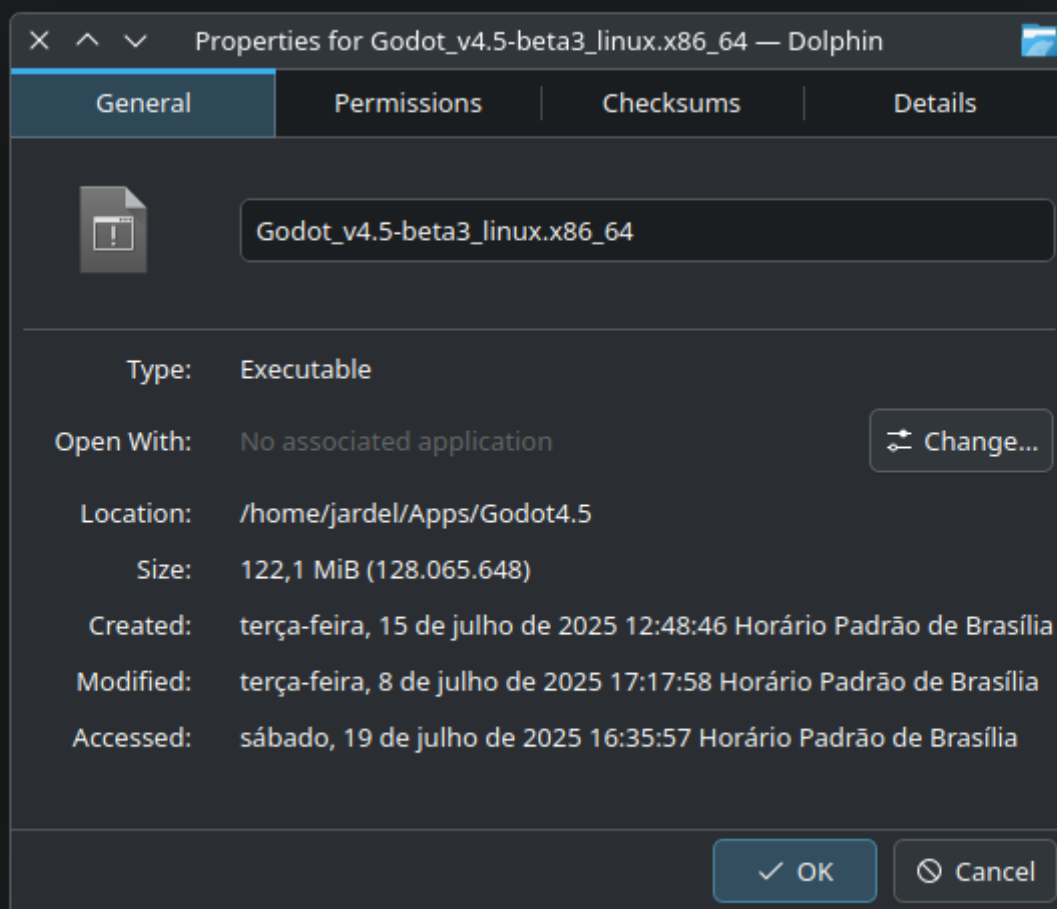 Properties for Godot_v4.5-beta3_linux.x86_64 — Dolphin
General Permissions Checksums Details
Godot_v4.5-beta3_linux.x86_64
Type: Executable
Open With: No associated application Change...
Location: /home/jardel/Apps/Godot4.5
Size: 122,1 MiB (128.065.648)
Created: terça-feira, 15 de julho de 2025 12:48:46 Horário Padrão de Brasília
Modified: terça-feira, 8 de julho de 2025 17:17:58 Horário Padrão de Brasília
Accessed: sábado, 19 de julho de 2025 16:35:57 Horário Padrão de Brasília
OK Cancel